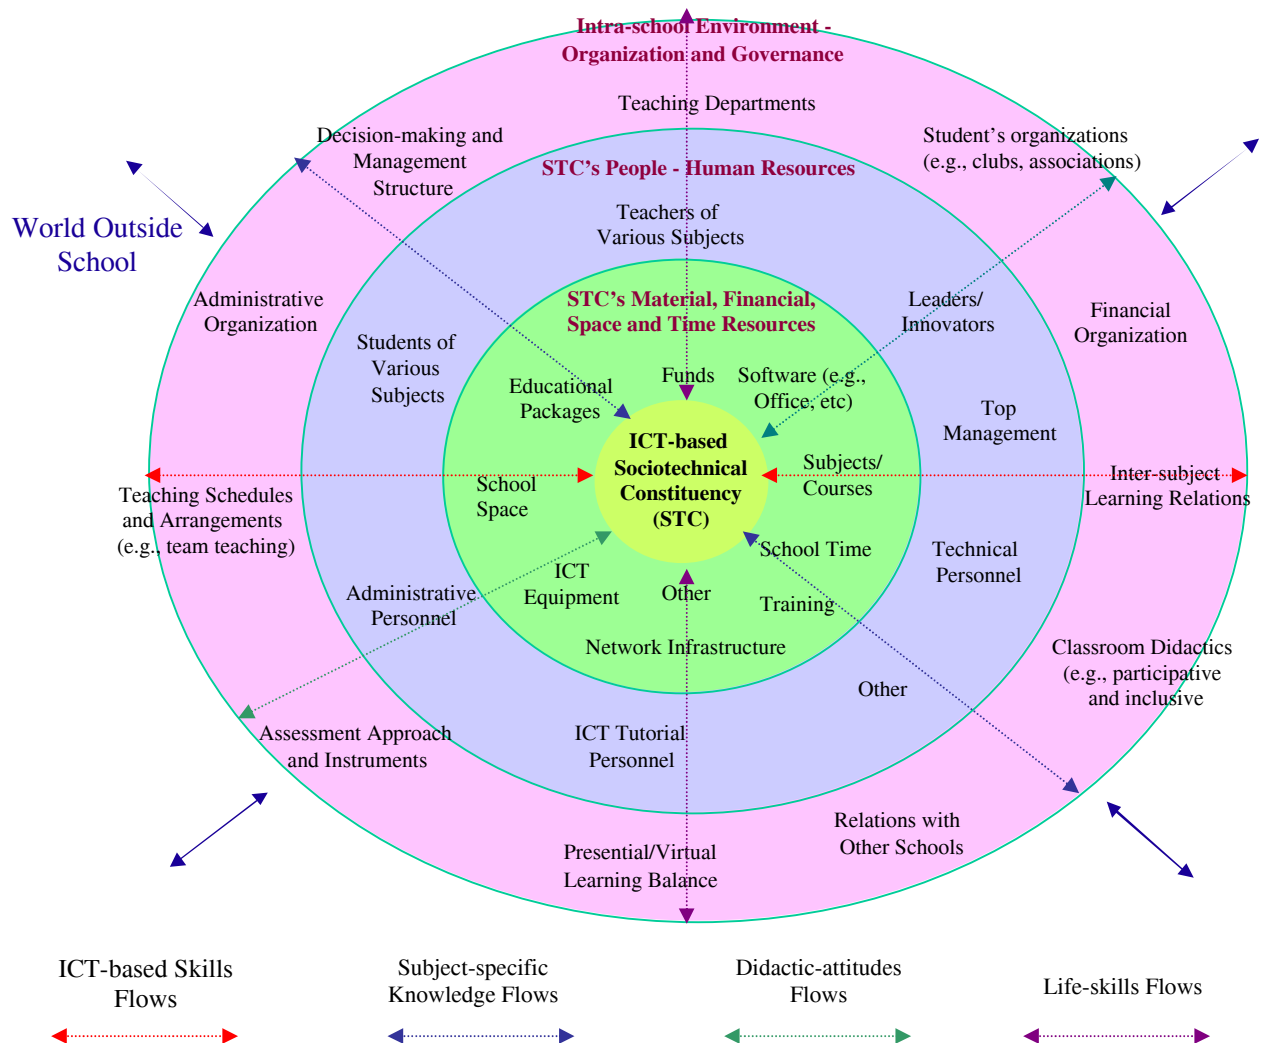 Intra-school Environment -
Organization and Governance
Teaching Departments
Decision-making and
Management
Structure
Student’s organizations
(e.g., clubs, associations)
STC’s People - Human Resources
World Outside
School
Teachers of
Various Subjects
Administrative
Organization
STC’s Material, Financial,
Space and Time Resources
Leaders/
Innovators
Financial
Organization
Students of
Various
Subjects
Educational
Packages
Funds
Software (e.g.,
Office, etc)
Top
Management
ICT-based
Sociotechnical
Constituency
(STC)
Subjects/
Courses
Inter-subject
Learning Relations
School
Space
Teaching Schedules
and Arrangements
(e.g., team teaching)
School Time
Technical
Personnel
ICT
Equipment
Other
Training
Administrative
Personnel
Network Infrastructure
Classroom Didactics
(e.g., participative
and inclusive
Other
Assessment Approach
and Instruments
ICT Tutorial
Personnel
Relations with
Other Schools
Presential/Virtual
Learning Balance
ICT-based Skills
Flows
Subject-specific
Knowledge Flows
Didactic-attitudes
Flows
Life-skills Flows